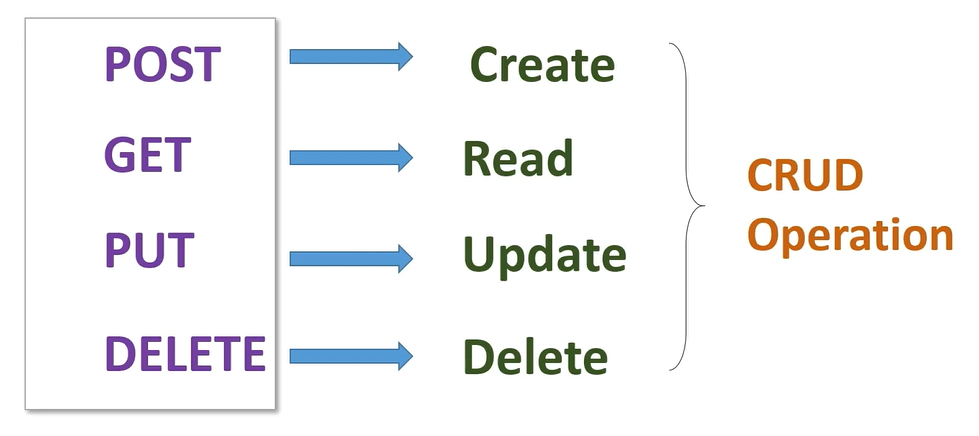 POST
Create
GET
Read
PUT
Update
DELETE
Delete
CRUD
Operation